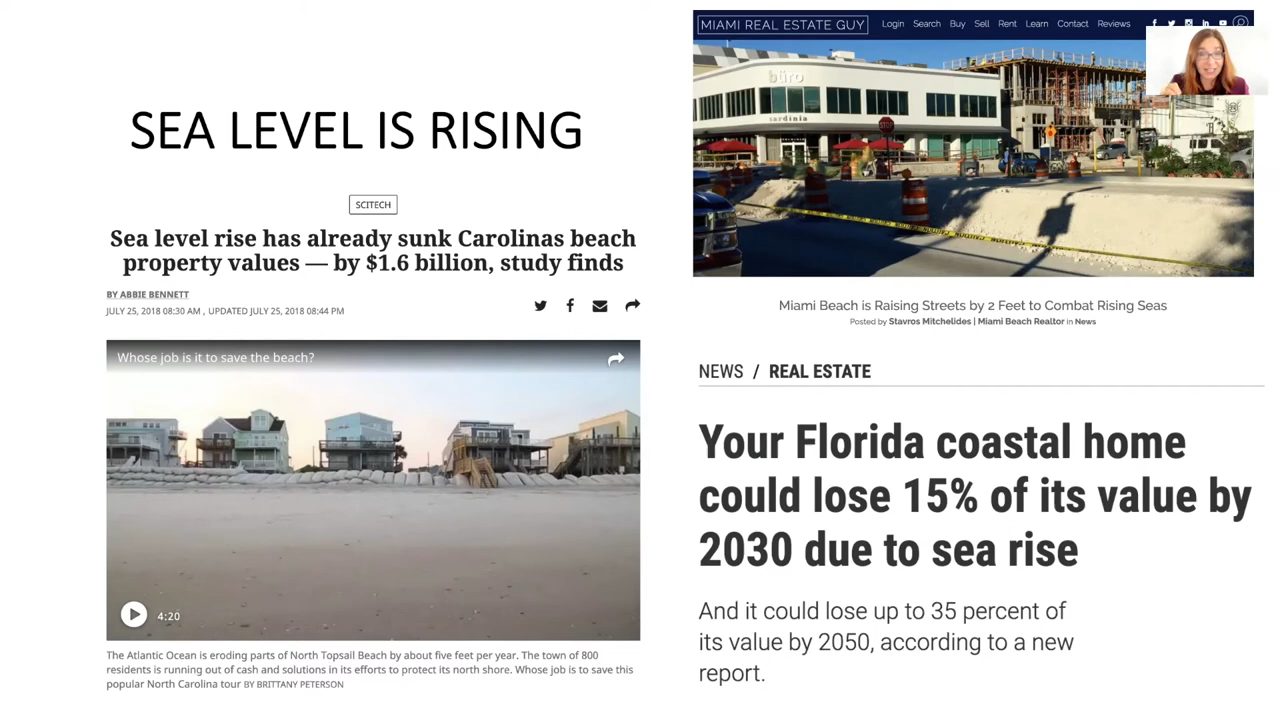 SEA LEVEL IS RISING
SCITECH
Sea level rise has already sunk Carolinas beach
property values — by $1.6 billion, study finds
BY ABBIE BENNETT
JULY 25, 2018 08:30 AM , UPDATED JULY 25, 2018 08:44 PM
Whose job is it to save the beach?
4:20
The Atlantic Ocean is eroding parts of North Topsail Beach by about five feet per year. The town of 800
residents is running out of cash and solutions in its efforts to protect its north shore. Whose job is to save this
popular North Carolina tour BY BRITTANY PETERSON
MIAMI REAL ESTATE GUY Login Search Buy Sell Rent Learn Contact Reviews
büro
sardinia
STOP
Miami Beach is Raising Streets by 2 Feet to Combat Rising Seas
Posted by Stavros Mitchelides | Miami Beach Realtor in News
NEWS / REAL ESTATE
Your Florida coastal home
could lose 15% of its value by
2030 due to sea rise
And it could lose up to 35 percent of
its value by 2050, according to a new
report.